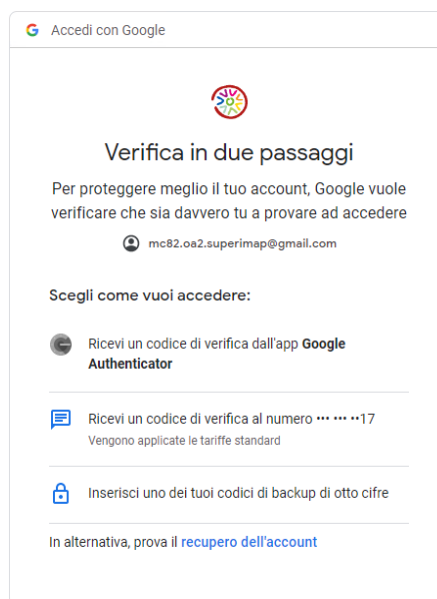 Accedi con Google
Verifica in due passaggi
Per proteggere meglio il tuo account, Google vuole
verificare che sia davvero tu a provare ad accedere
mc82.oa2.superimap@gmail.com
Scegli come vuoi accedere:
Ricevi un codice di verifica dall'app Google
Authenticator
Ricevi un codice di verifica al numero ••• ••• ••17
Vengono applicate le tariffe standard
Inserisci uno dei tuoi codici di backup di otto cifre
In alternativa, prova il recupero dell'account